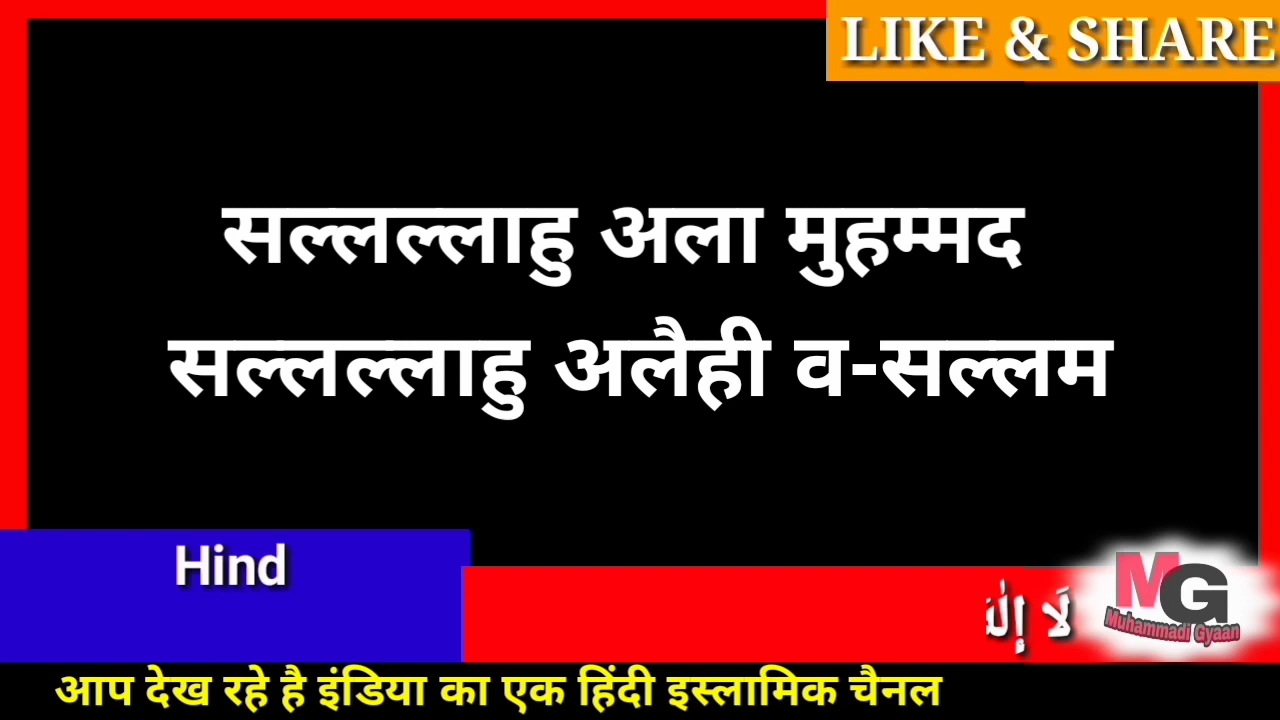 LIKE & SHARE
सल्लल्लाहु अला मुहम्मद
सल्लल्लाहु अलैही व-सल्लम
Hind
لَا إِلٰهَ
MG
Muhammadi Gyaan
आप देख रहे है इंडिया का एक हिंदी इस्लामिक चैनल